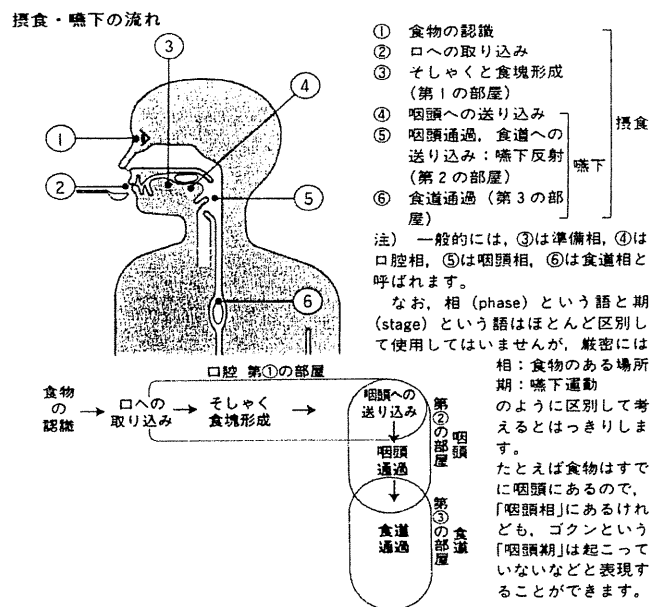 摂食・嚥下の流れ
①
②
③
④
⑤
⑥
① 食物の認識
② 口への取り込み
③ そしゃくと食塊形成
(第1の部屋)
④ 咽頭への送り込み
⑤ 咽頭通過，食道への
送り込み：嚥下反射
(第2の部屋)
⑥ 食道通過（第3の部
屋）
嚥下
摂食
注） 一般的には，③は準備相，④は
口腔相，⑤は咽頭相，⑥は食道相と
呼ばれます。
なお，相（phase）という語と期
(stage) という語はほとんど区別し
て使用してはいませんが，厳密には
相：食物のある場所
期：嚥下運動
のように区別して考
えるとはっきりしま
す。
たとえば食物はすで
に咽頭にあるので，
「咽頭相」にあるけれ
ども，ゴクンという
「咽頭期」は起こって
いないなどと表現す
ることができます。
口腔 第①の部屋
食物
の
認識
口への
取り込み
そしゃく
食塊形成
咽頭への
送り込み
咽頭
通過
第②の部屋
咽頭
食道
通過
第③の部屋
食道